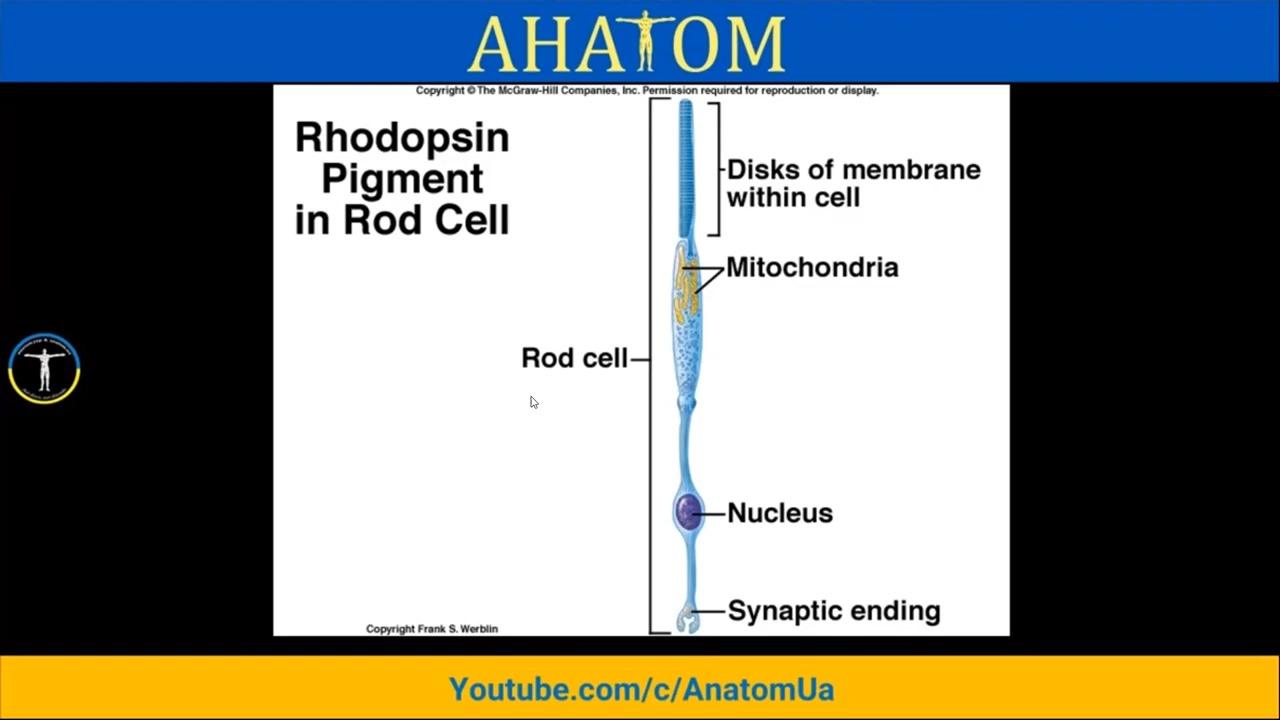 AHATOM
Copyright © The McGraw-Hill Companies, Inc. Permission required for reproduction or display.
Rhodopsin
Pigment
in Rod Cell
Disks of membrane
within cell
Mitochondria
Rod cell
Nucleus
Synaptic ending
Copyright Frank S. Werblin
Youtube.com/c/AnatomUa